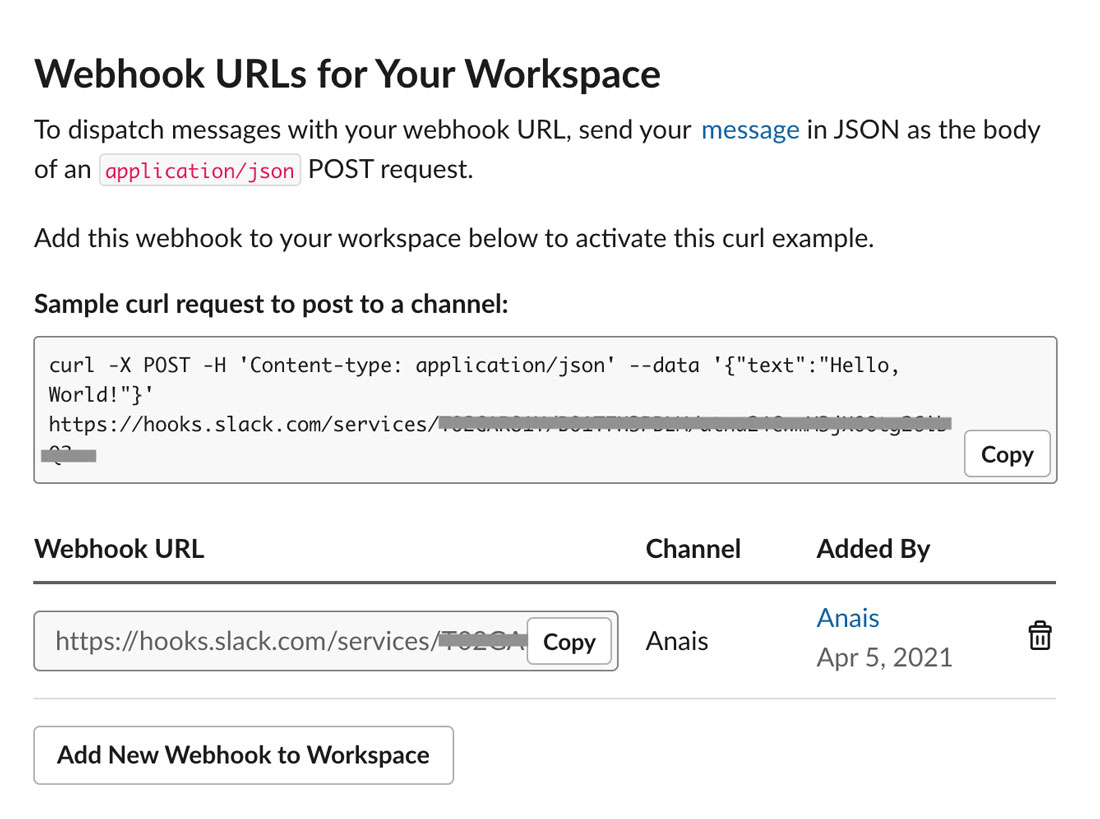 Webhook URLs for Your Workspace
To dispatch messages with your webhook URL, send your message in JSON as the body
of an application/json POST request.
Add this webhook to your workspace below to activate this curl example.
Sample curl request to post to a channel:
curl -X POST -H 'Content-type: application/json' --data '{"text":"Hello,
World!"}'
https://hooks.slack.com/services/
Copy
Webhook URL Channel Added By
https://hooks.slack.com/services/ Copy Anais Anais
Apr 5, 2021
Add New Webhook to Workspace